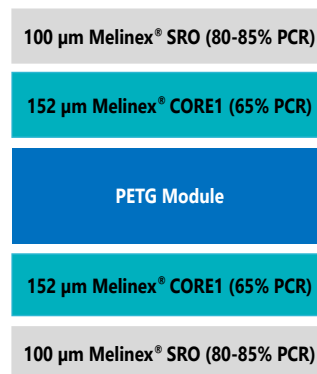 100 µm Melinex® SRO (80-85% PCR)
152 µm Melinex® CORE1 (65% PCR)
PETG Module
152 µm Melinex® CORE1 (65% PCR)
100 µm Melinex® SRO (80-85% PCR)